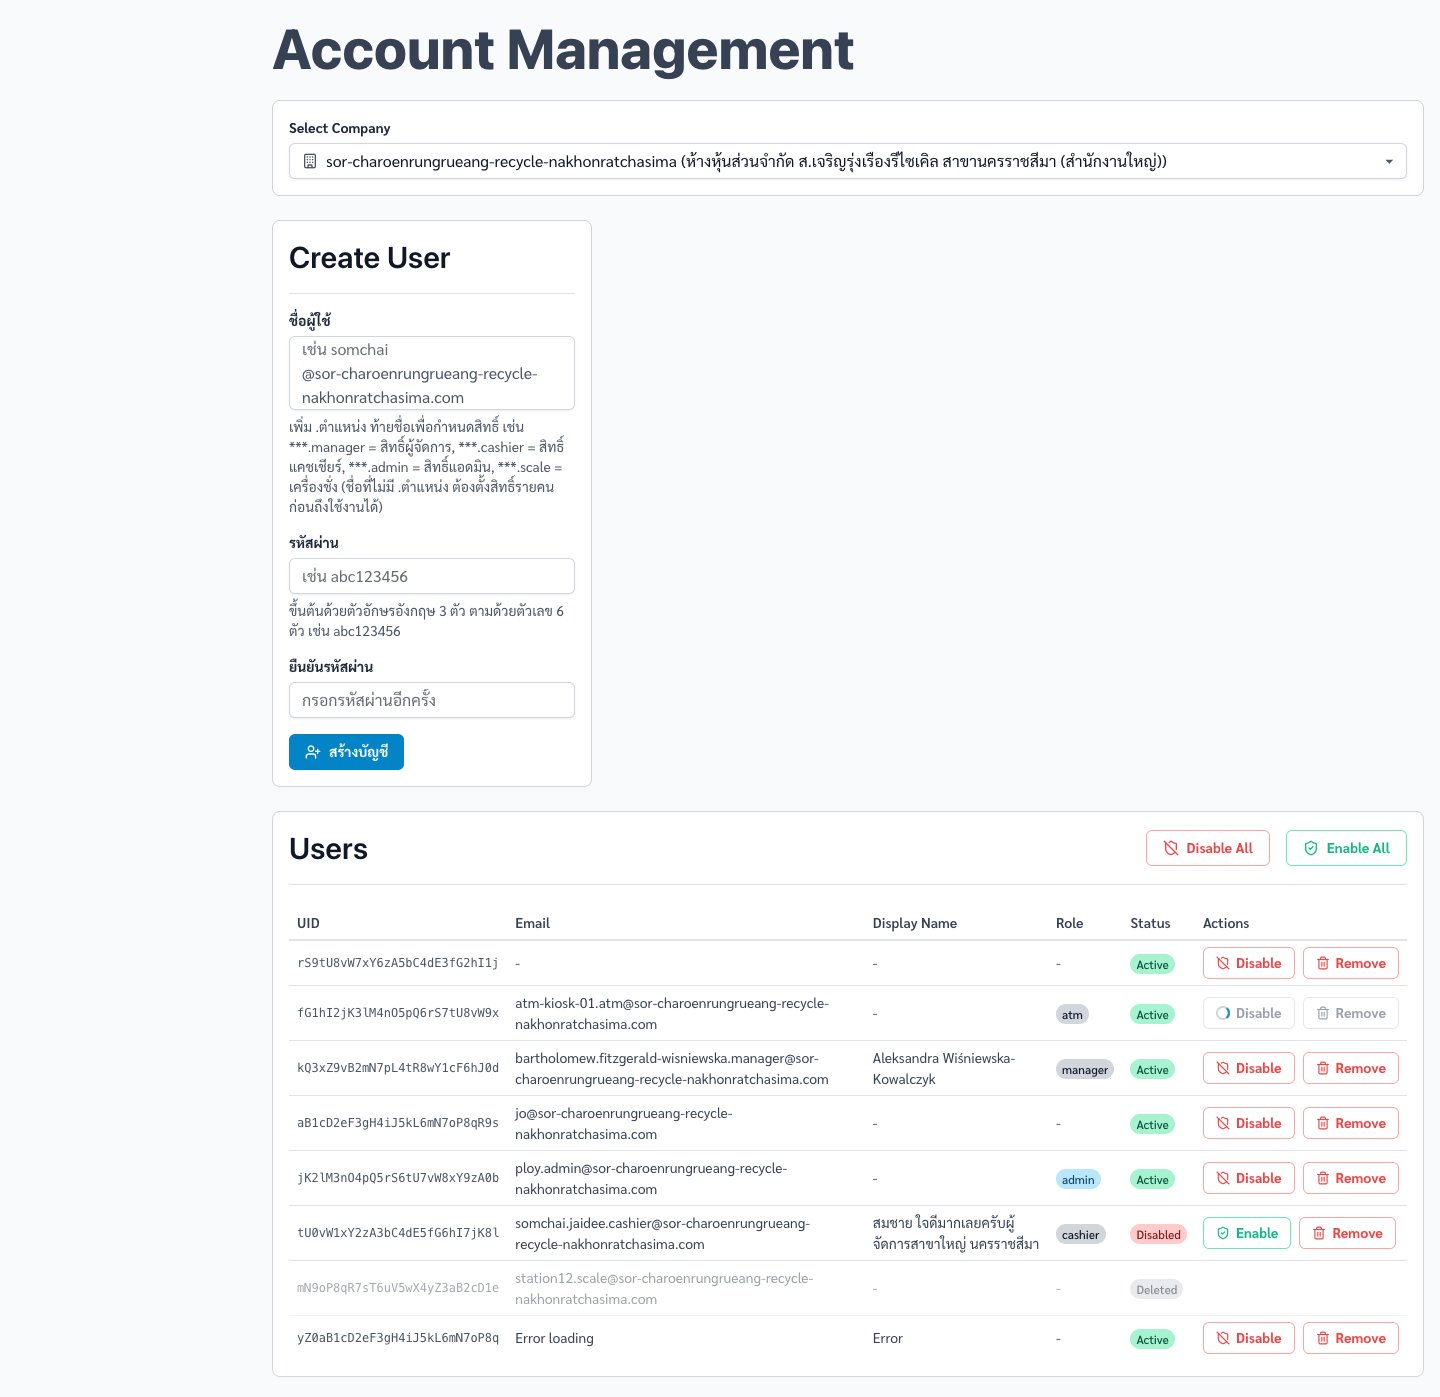 Account Management
Select Company
sor-charoenrungrueang-recycle-nakhonratchasima (ห้างหุ้นส่วนจำกัด ส.เจริญรุ่งเรืองรีไซเคิล สาขานครราชสีมา (สำนักงานใหญ่))
Create User
ชื่อผู้ใช้
เช่น somchai
@sor-charoenrungrueang-recycle-
nakhonratchasima.com
เพิ่ม .ตำแหน่ง ท้ายชื่อเพื่อกำหนดสิทธิ์ เช่น
***.manager = สิทธิ์ผู้จัดการ, ***.cashier = สิทธิ์
แคชเชียร์, ***.admin = สิทธิ์แอดมิน, ***.scale =
เครื่องชั่ง (ชื่อที่ไม่มี .ตำแหน่ง ต้องตั้งสิทธิ์รายคน
ก่อนถึงใช้งานได้)
รหัสผ่าน
เช่น abc123456
ขึ้นต้นด้วยตัวอักษรอังกฤษ 3 ตัว ตามด้วยตัวเลข 6
ตัว เช่น abc123456
ยืนยันรหัสผ่าน
กรอกรหัสผ่านอีกครั้ง
สร้างบัญชี
Users Disable All Enable All
UID Email Display Name Role Status Actions
rS9tU8vW7xY6zA5bC4dE3fG2hI1j - - - Active Disable Remove
atm-kiosk-01.atm@sor-charoenrungrueang-recycle-
fG1hI2jK3lM4nO5pQ6rS7tU8vW9x - atm Active Disable Remove
nakhonratchasima.com
bartholomew.fitzgerald-wisniewska.manager@sor- Aleksandra Wiśniewska-
kQ3xZ9vB2mN7pL4tR8wY1cF6hJ0d manager Active Disable Remove
charoenrungrueang-recycle-nakhonratchasima.com Kowalczyk
jo@sor-charoenrungrueang-recycle-
aB1cD2eF3gH4iJ5kL6mN7oP8qR9s - - Active Disable Remove
nakhonratchasima.com
ploy.admin@sor-charoenrungrueang-recycle-
jK2lM3nO4pQ5rS6tU7vW8xY9zA0b - admin Active Disable Remove
nakhonratchasima.com
somchai.jaidee.cashier@sor-charoenrungrueang- สมชาย ใจดีมากเลยครับผู้
tU0vW1xY2zA3bC4dE5fG6hI7jK8l cashier Disabled Enable Remove
recycle-nakhonratchasima.com จัดการสาขาใหญ่ นครราชสีมา
station12.scale@sor-charoenrungrueang-recycle-
mN9oP8qR7sT6uV5wX4yZ3aB2cD1e - - Deleted
nakhonratchasima.com
yZ0aB1cD2eF3gH4iJ5kL6mN7oP8q Error loading Error - Active Disable Remove